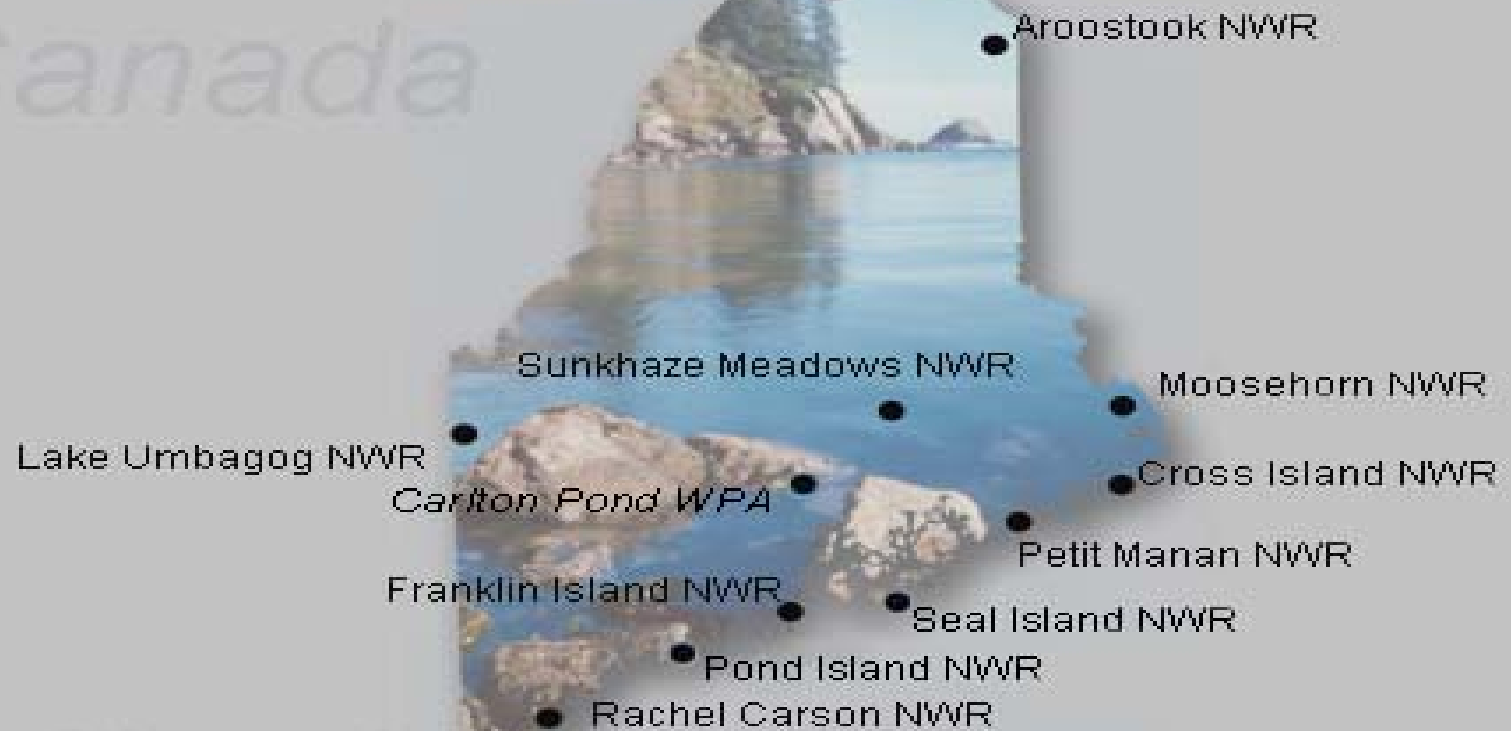 Aroostook NWR
Canada
Sunkhaze Meadows NWR
Moosehorn NWR
Lake Umbagog NWR
Cross Island NWR
Carlton Pond WPA
Petit Manan NWR
Franklin Island NWR
Seal Island NWR
Pond Island NWR
Rachel Carson NWR